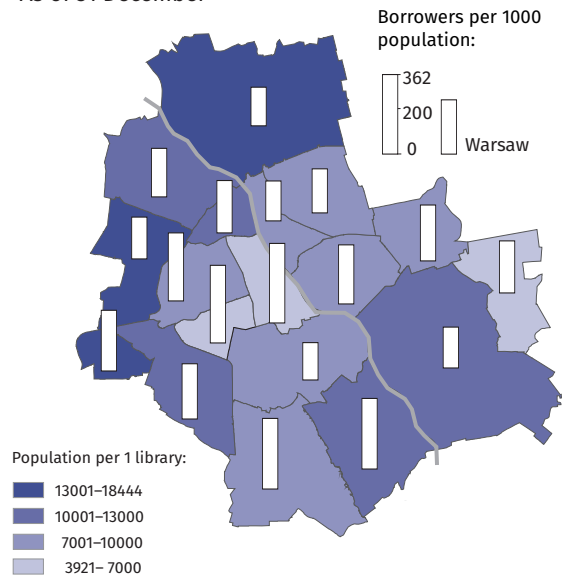 Borrowers per 1000
population:
362
200
0
Warsaw
Population per 1 library:
13001–18444
10001–13000
7001–10000
3921– 7000